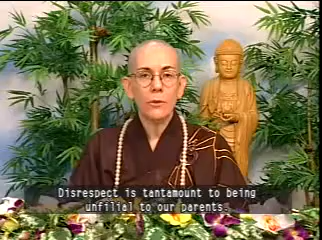 Disrespect is tantamount to being
unfilial to our parents.